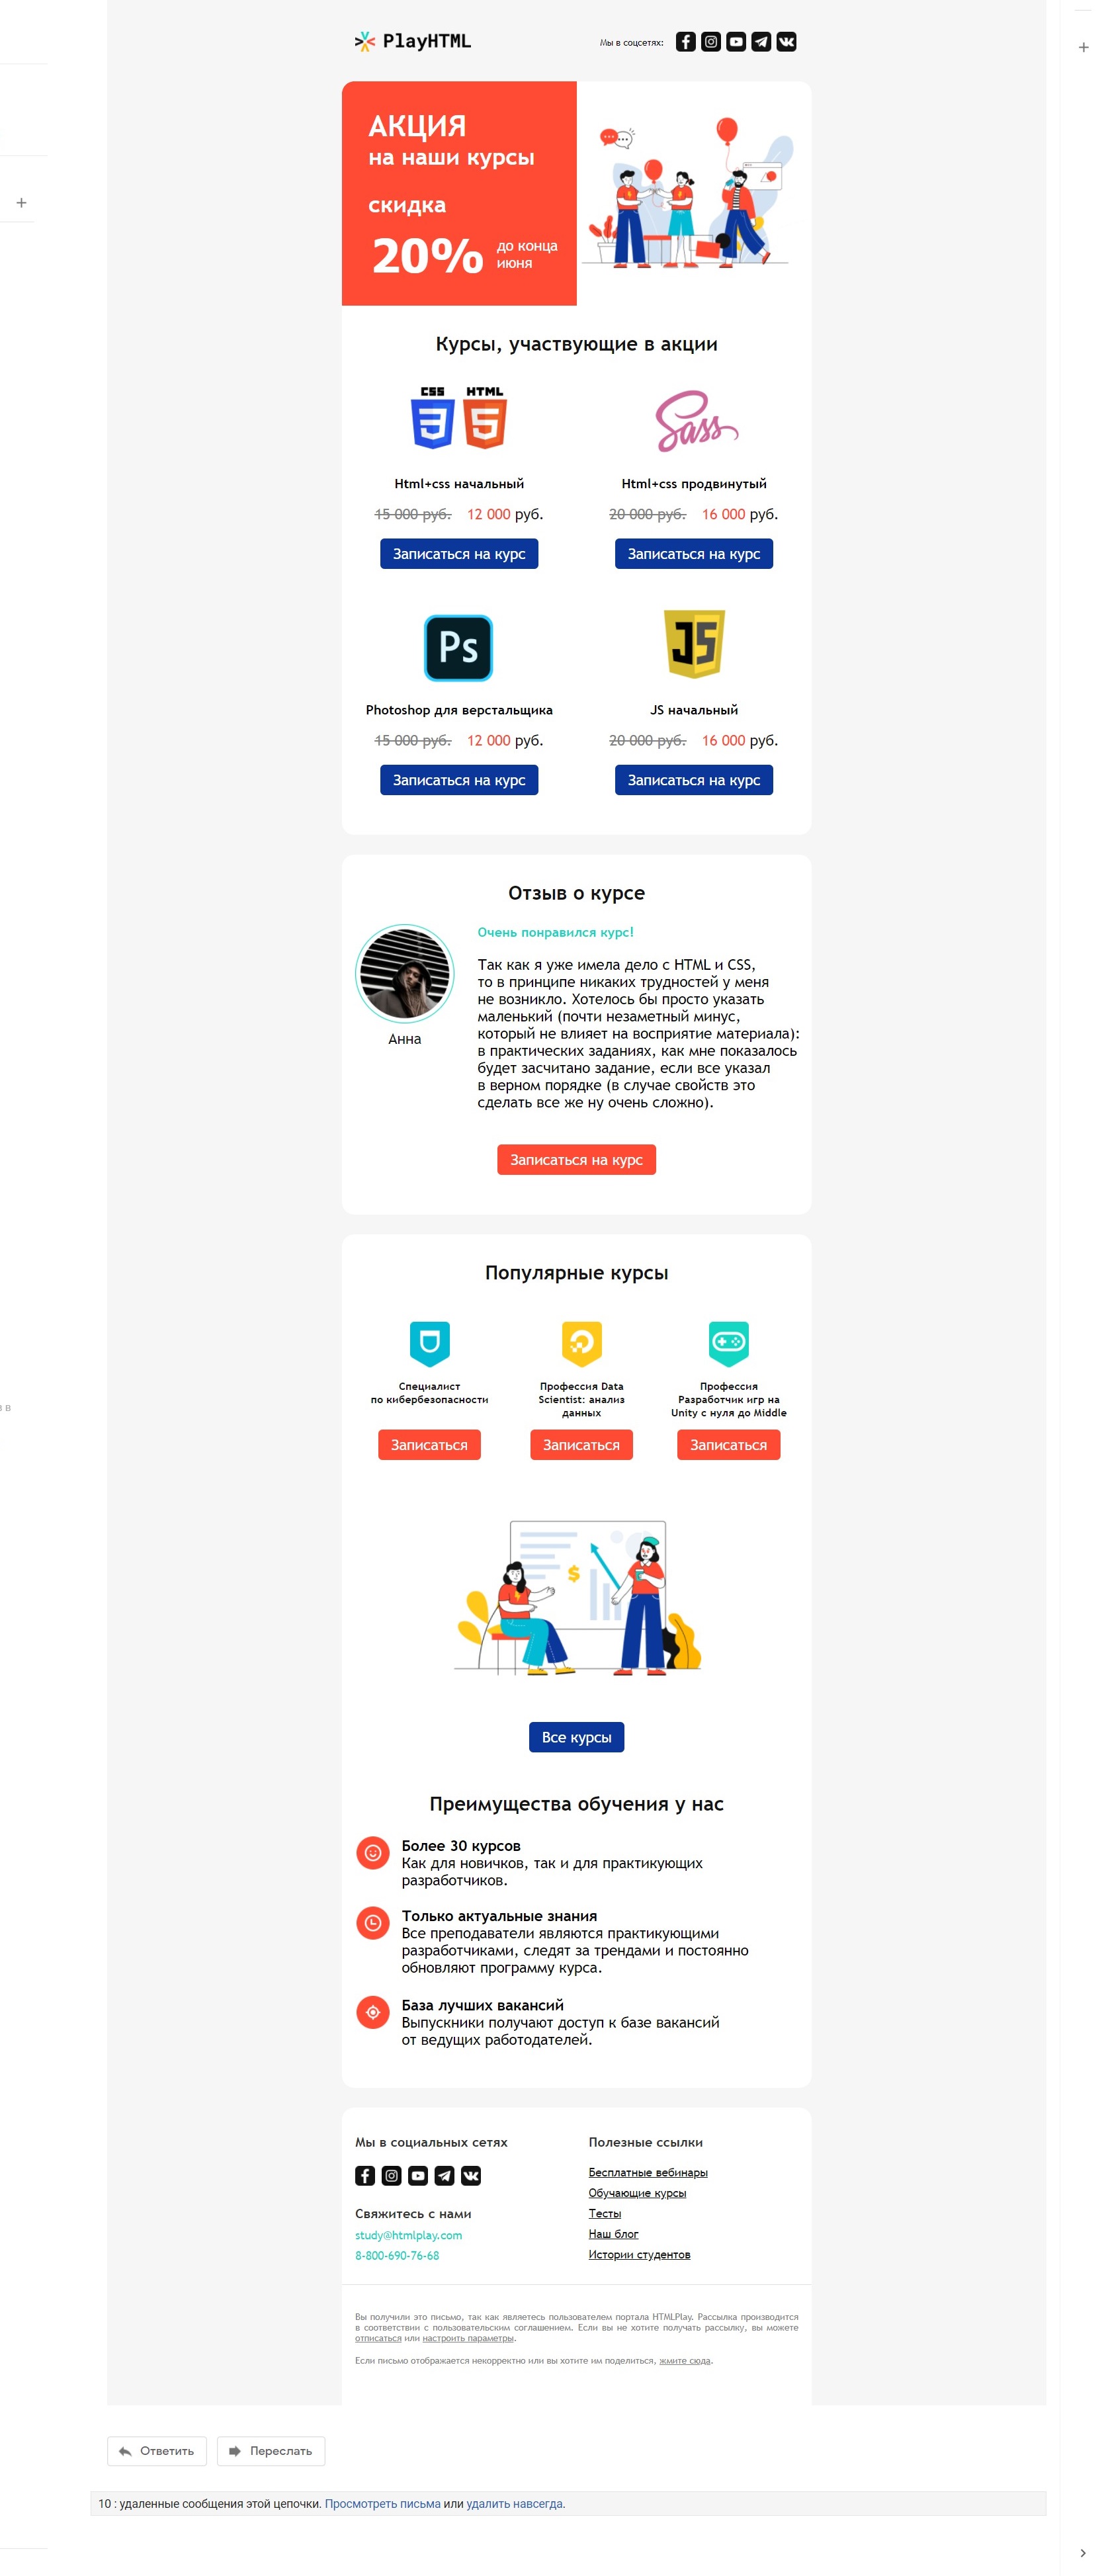 PlayHTML
Мы в соцсетях:
АКЦИЯ
на наши курсы
скидка
20%
до конца
июня
Курсы, участвующие в акции
CSS HTML
3 5
Sass
Html+css начальный
Html+css продвинутый
15 000 руб. 12 000 руб.
20 000 руб. 16 000 руб.
Записаться на курс
Записаться на курс
Ps
JS
Photoshop для верстальщика
JS начальный
15 000 руб. 12 000 руб.
20 000 руб. 16 000 руб.
Записаться на курс
Записаться на курс
Отзыв о курсе
Анна
Очень понравился курс!
Так как я уже имела дело с HTML и CSS,
то в принципе никаких трудностей у меня
не возникло. Хотелось бы просто указать
маленький (почти незаметный минус,
который не влияет на восприятие материала):
в практических заданиях, как мне показалось
будет засчитано задание, если все указал
в верном порядке (в случае свойств это
сделать все же ну очень сложно).
Записаться на курс
Популярные курсы
Специалист
по кибербезопасности
Записаться
Профессия Data
Scientist: анализ
данных
Записаться
Профессия
Разработчик игр на
Unity с нуля до Middle
Записаться
$
Все курсы
Преимущества обучения у нас
Более 30 курсов
Как для новичков, так и для практикующих
разработчиков.
Только актуальные знания
Все преподаватели являются практикующими
разработчиками, следят за трендами и постоянно
обновляют программу курса.
База лучших вакансий
Выпускники получают доступ к базе вакансий
от ведущих работодателей.
Мы в социальных сетях
Свяжитесь с нами
study@htmlplay.com
8-800-690-76-68
Полезные ссылки
Бесплатные вебинары
Обучающие курсы
Тесты
Наш блог
Истории студентов
Вы получили это письмо, так как являетесь пользователем портала HTMLPlay. Рассылка производится
в соответствии с пользовательским соглашением. Если вы не хотите получать рассылку, вы можете
отписаться или настроить параметры.
Если письмо отображается некорректно или вы хотите им поделиться, жмите сюда.
Ответить
Переслать
10 : удаленные сообщения этой цепочки. Просмотреть письма или удалить навсегда.